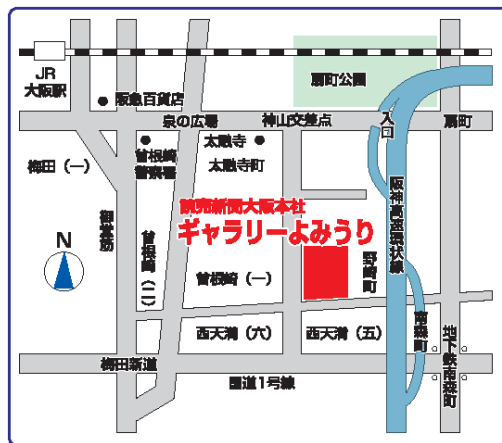 JR
大阪駅
扇町公園
阪急百貨店
泉の広場
神山交差点
入口
扇町
梅田（一）
曽根崎
警察署
太融寺
太融寺町
御堂筋
曽根崎（二）
読売新聞大阪本社
ギャラリーよみうり
阪神高速環状線
N
曽根崎（一）
野崎町
西天満（六）
西天満（五）
南森町
地下鉄南森町
梅田新道
国道1号線